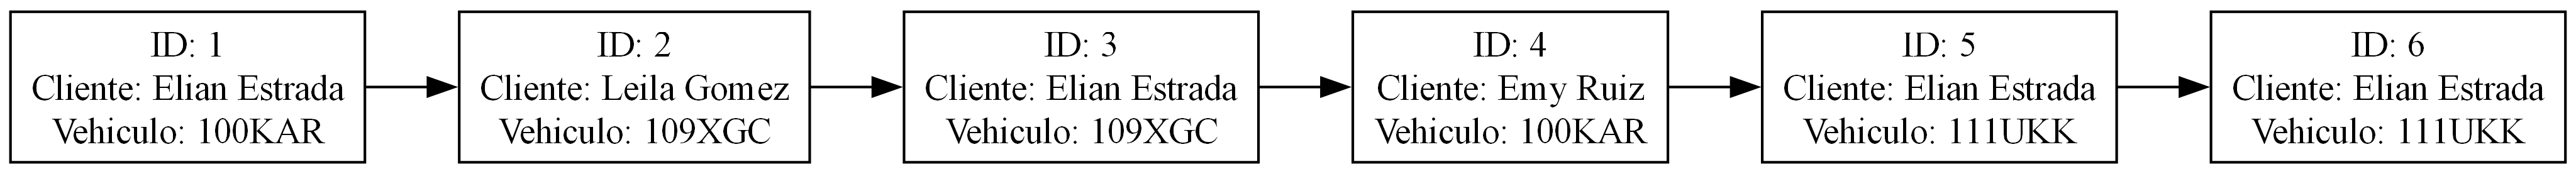 ID: 1
Cliente: Elian Estrada
Vehiculo: 100KAR
ID: 2
Cliente: Leila Gomez
Vehiculo: 109XGC
ID: 3
Cliente: Elian Estrada
Vehiculo: 109XGC
ID: 4
Cliente: Emy Ruiz
Vehiculo: 100KAR
ID: 5
Cliente: Elian Estrada
Vehiculo: 111UKK
ID: 6
Cliente: Elian Estrada
Vehiculo: 111UKK